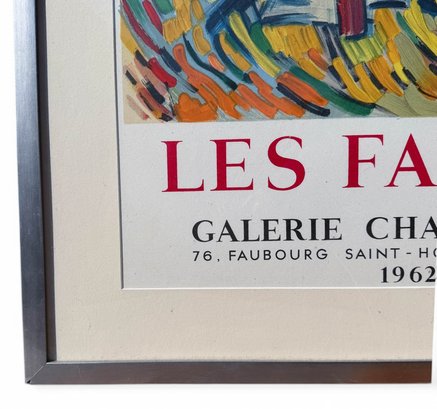 LES FA
GALERIE CHA
76, FAUBOURG SAINT-HO
1962